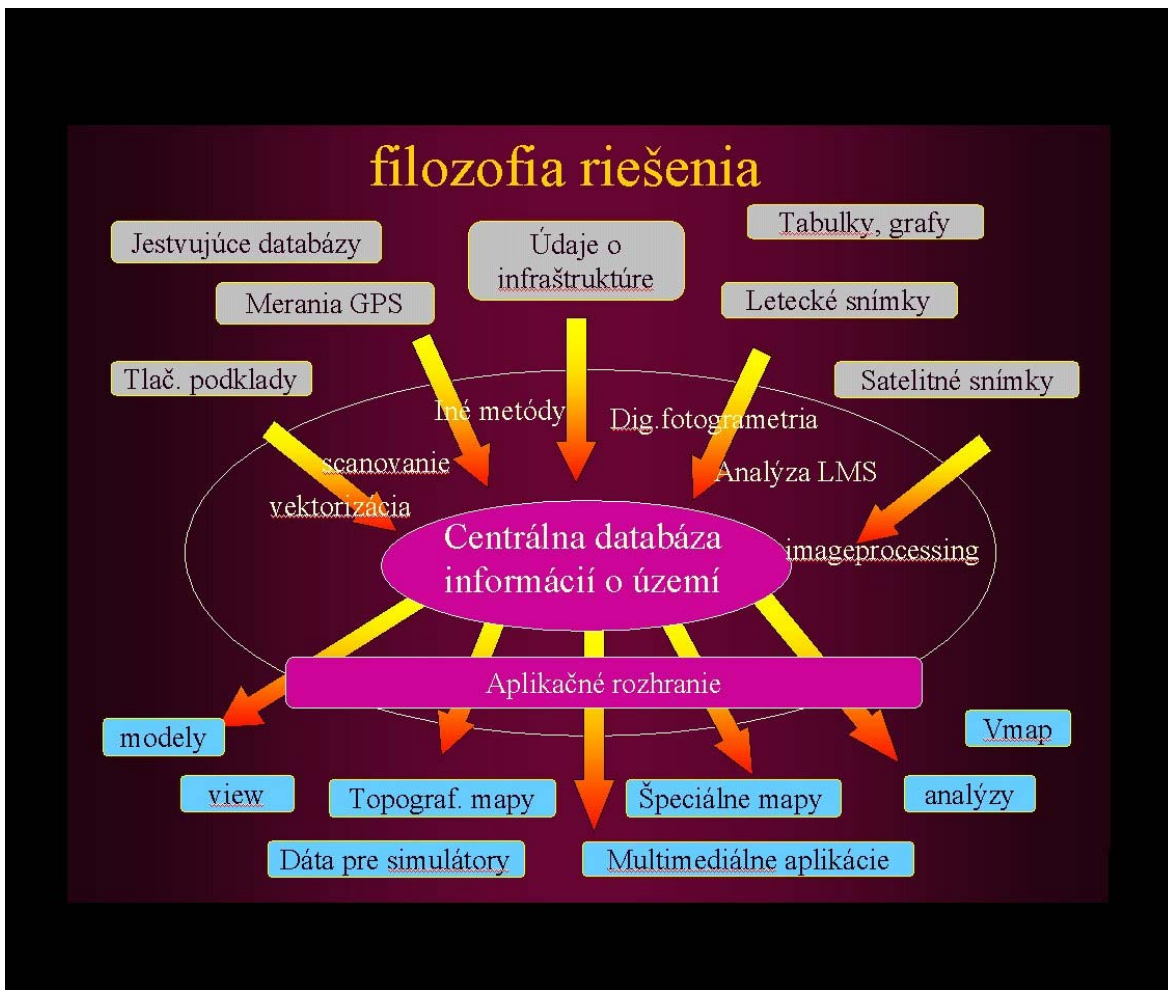 filozofia riešenia
Jestvujúce databázy
Údaje o
infraštruktúre
Tabulky, grafy
Merania GPS
Letecké snímky
Tlač. podklady
Satelitné snímky
Iné metódy
Dig.fotogrametria
scanovanie
Analýza LMS
vektorizácia
imageprocessing
Centrálna databáza
informácií o území
Aplikačné rozhranie
modely
Vmap
view
Topograf. mapy
Špeciálne mapy
analýzy
Dáta pre simulátory
Multimediálne aplikácie